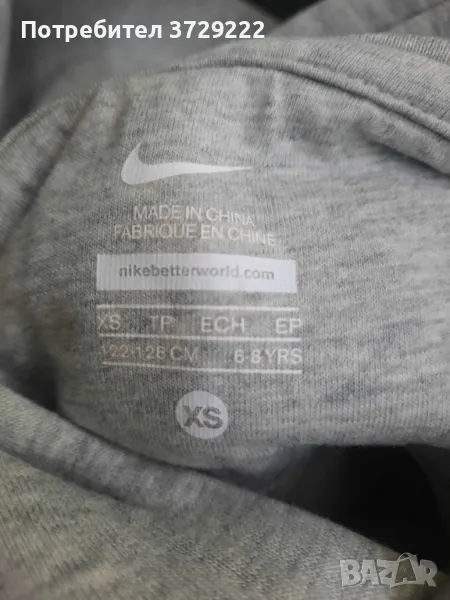 Потребител 3729222
MADE IN CHINA
FABRIQUE EN CHINE
nikebetterworld.com
XS TP ECH EP
122-128 CM 6-8 YRS
XS
BAZAR